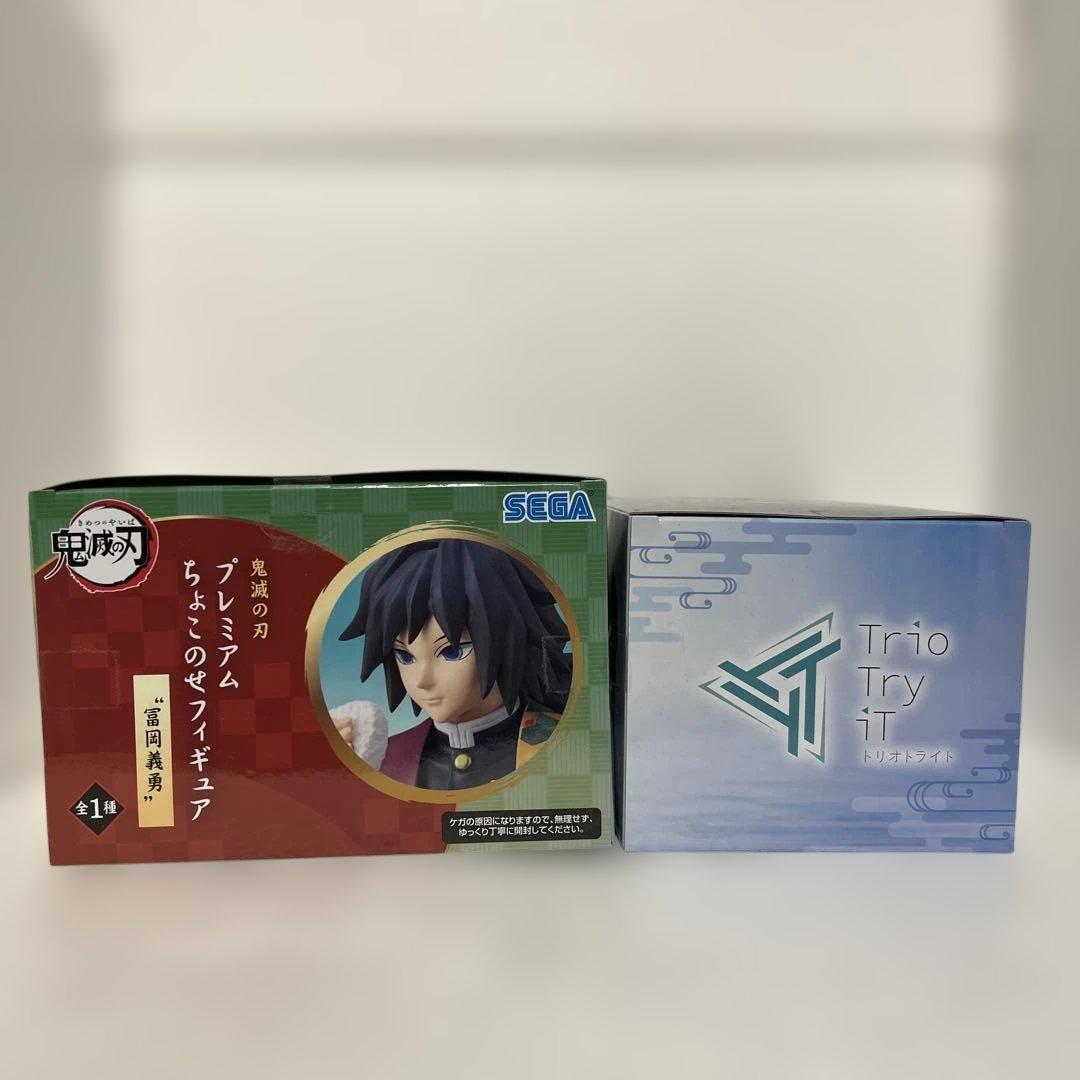 きめつのやいば
鬼滅の刃
鬼滅の刃
プレミアム
ちょこのせフィギュア
“冨岡義勇”
全1種
SEGA
ケガの原因になりますので、無理せず、
ゆっくり丁寧に開封してください。
Trio
Try
iT
トリオトライト